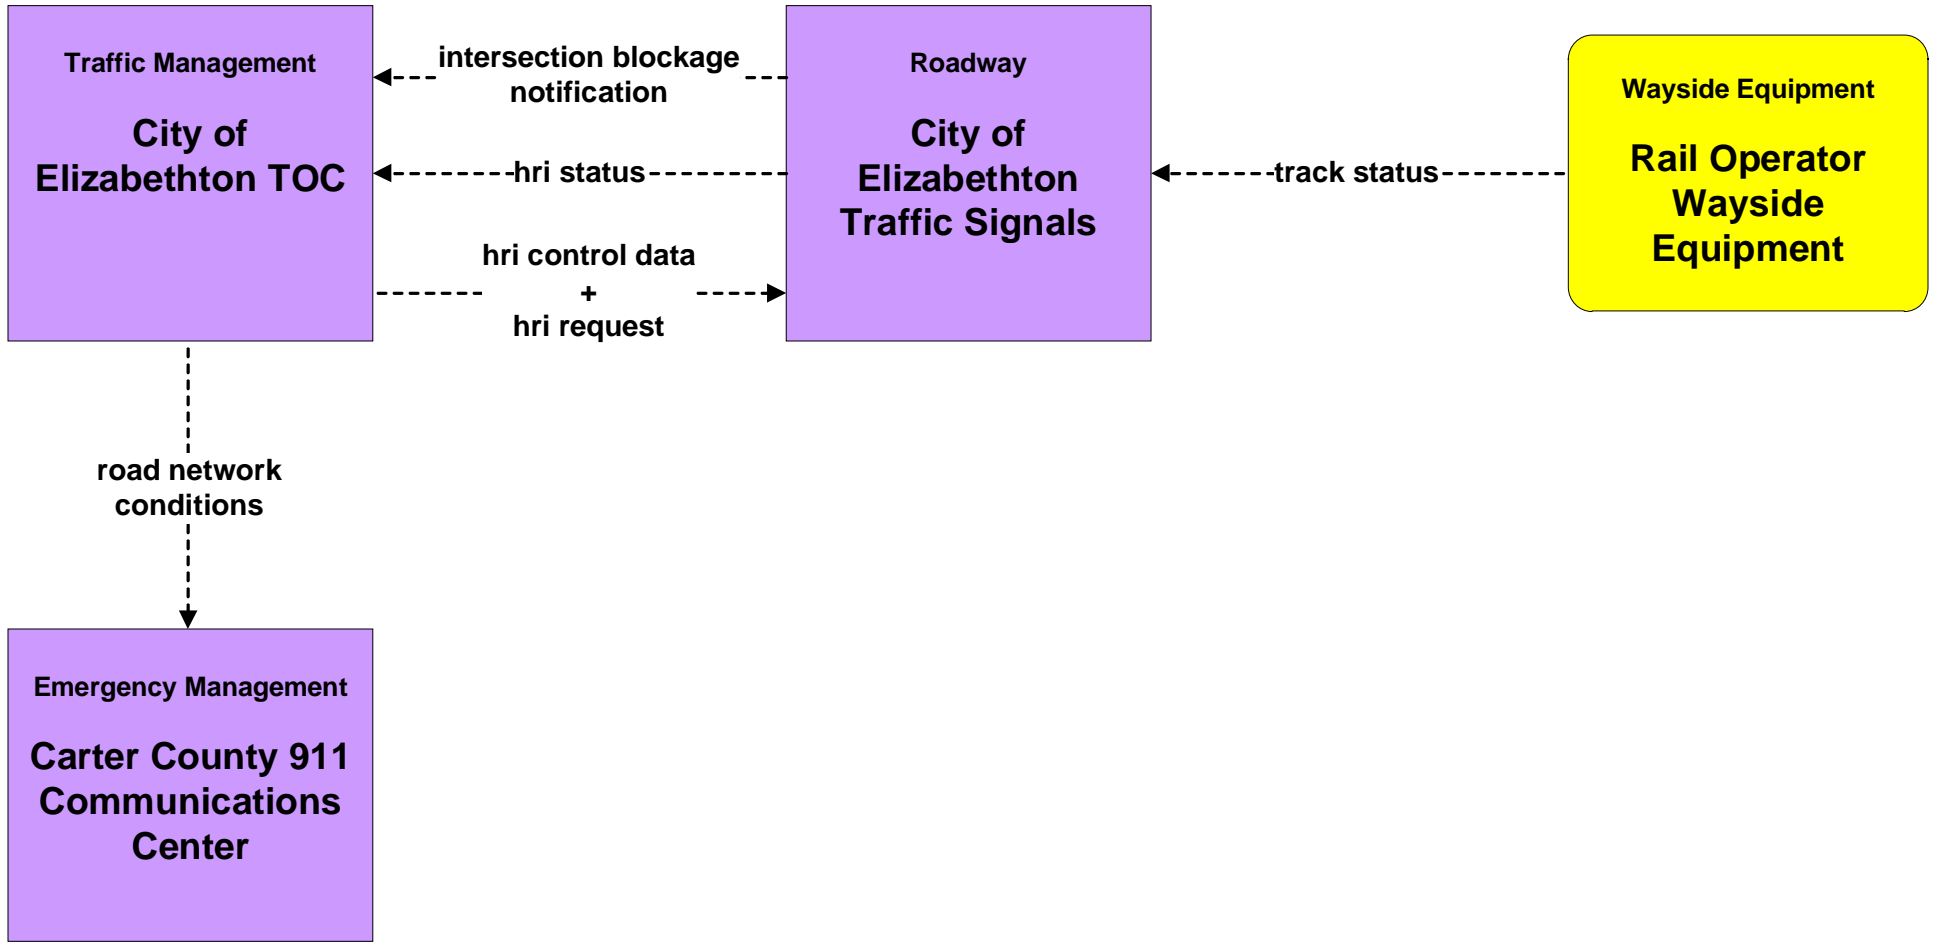 Traffic Management
City of
Elizabethton TOC
intersection blockage
notification
hri status
hri control data
+
hri request
Roadway
City of
Elizabethton
Traffic Signals
track status
Wayside Equipment
Rail Operator
Wayside
Equipment
road network
conditions
Emergency Management
Carter County 911
Communications
Center